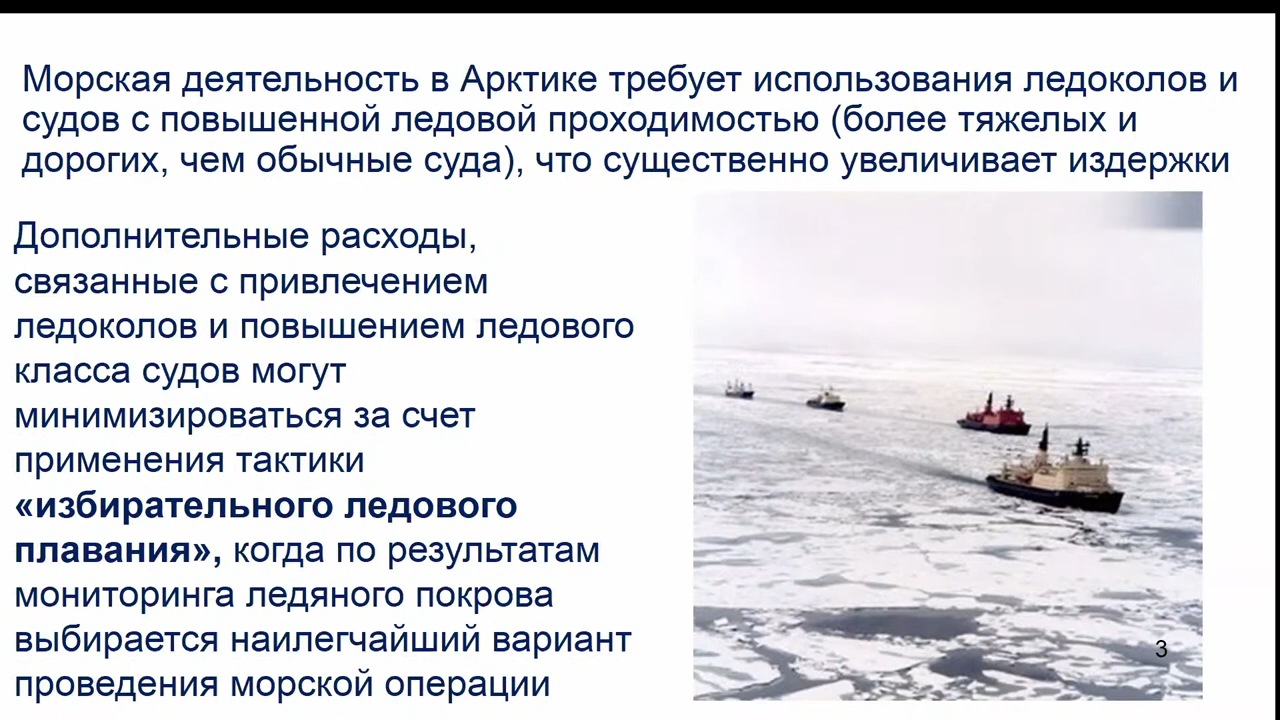 Морская деятельность в Арктике требует использования ледоколов и
судов с повышенной ледовой проходимостью (более тяжелых и
дорогих, чем обычные суда), что существенно увеличивает издержки
Дополнительные расходы,
связанные с привлечением
ледоколов и повышением ледового
класса судов могут
минимизироваться за счет
применения тактики
«избирательного ледового
плавания», когда по результатам
мониторинга ледяного покрова
выбирается наилегчайший вариант
проведения морской операции
3